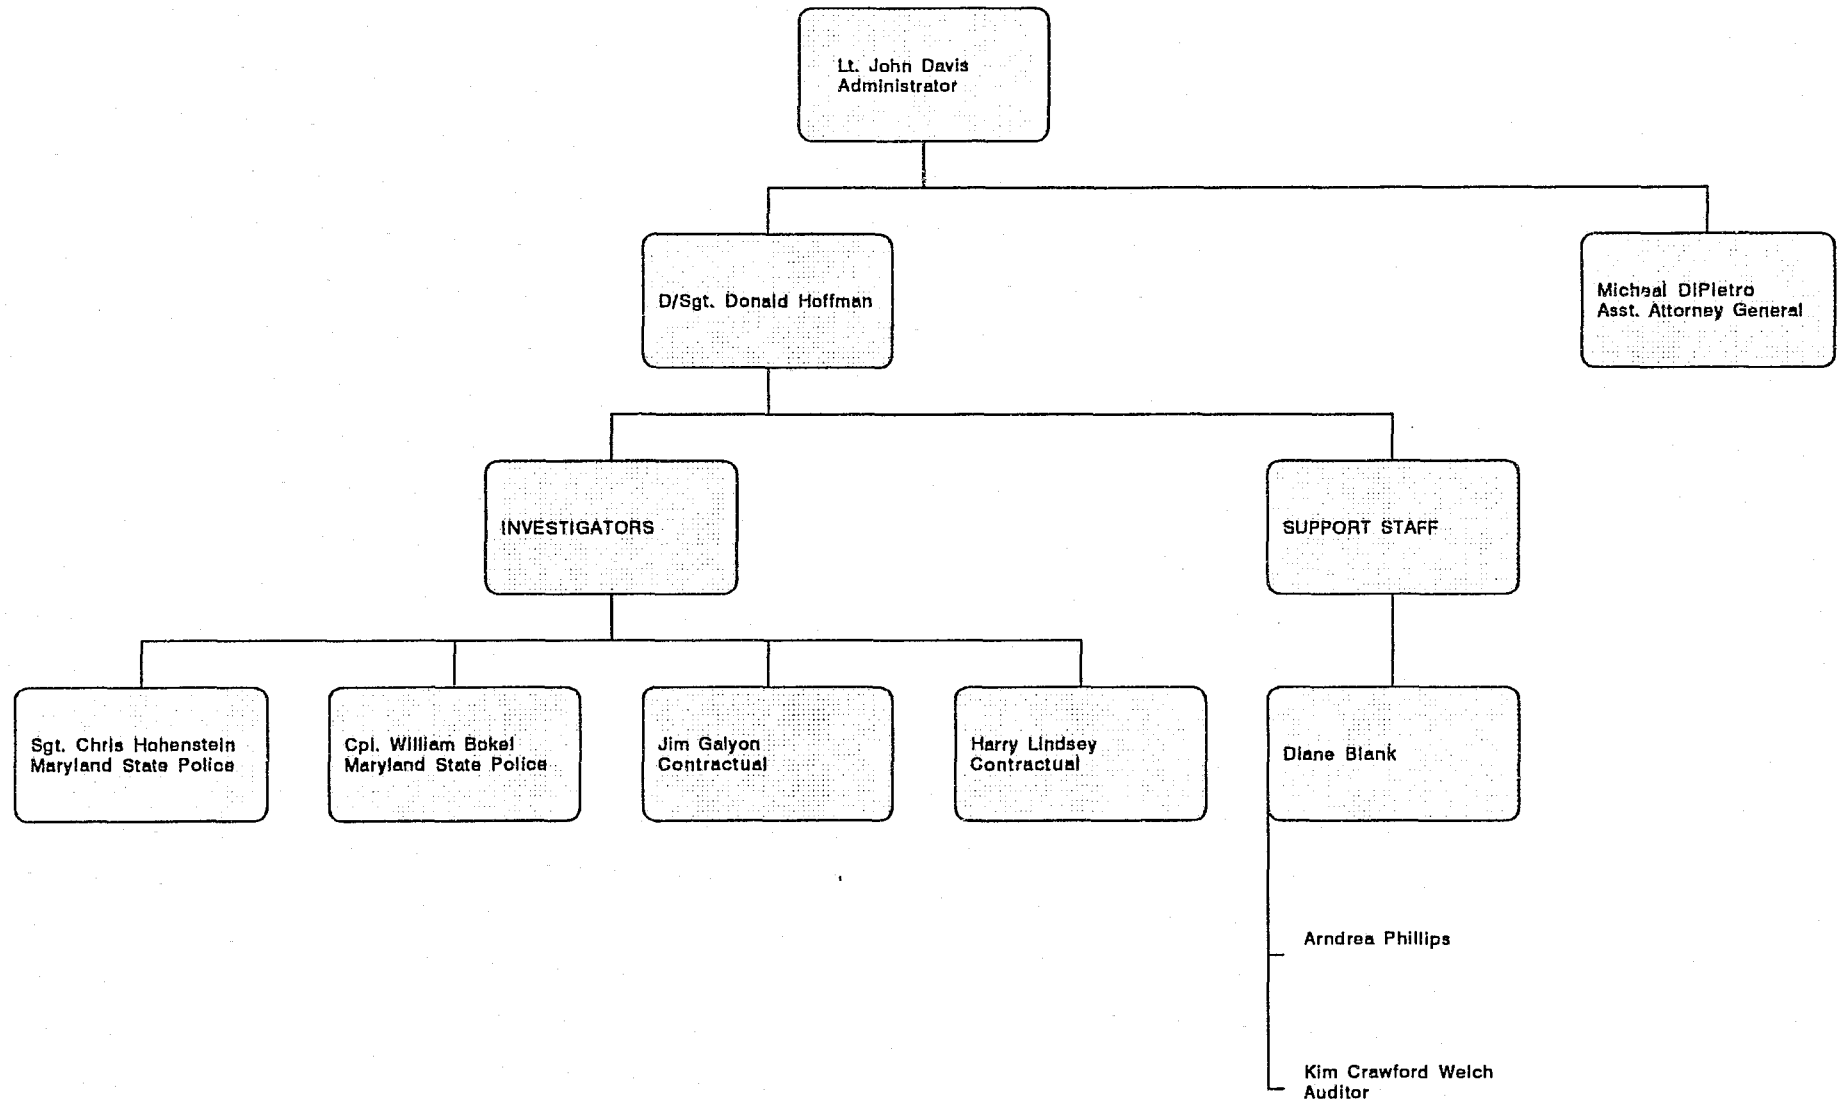 Lt. John Davis
Administrator
D/Sgt. Donald Hoffman
Micheal DiPietro
Asst. Attorney General
INVESTIGATORS
SUPPORT STAFF
Sgt. Chris Hohenstein
Maryland State Police
Cpl. William Bokel
Maryland State Police
Jim Galyon
Contractual
Harry Lindsey
Contractual
Diane Blank
Arndrea Phillips
Kim Crawford Welch
Auditor